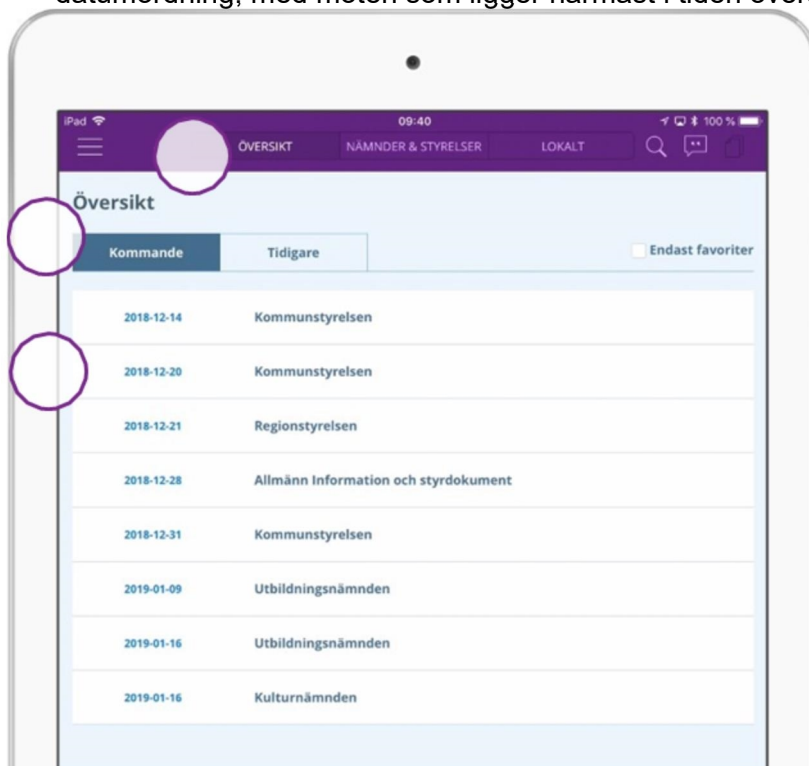 datumordning, med möten som ligger närmast i tiden övers
iPad 09:40 100 %
ÖVERSIKT NÄMNDER & STYRELSER LOKALT
Översikt
Kommande Tidigare Endast favoriter
2018-12-14 Kommunstyrelsen
2018-12-20 Kommunstyrelsen
2018-12-21 Regionstyrelsen
2018-12-28 Allmänn Information och styrdokument
2018-12-31 Kommunstyrelsen
2019-01-09 Utbildningsnämnden
2019-01-16 Utbildningsnämnden
2019-01-16 Kulturnämnden